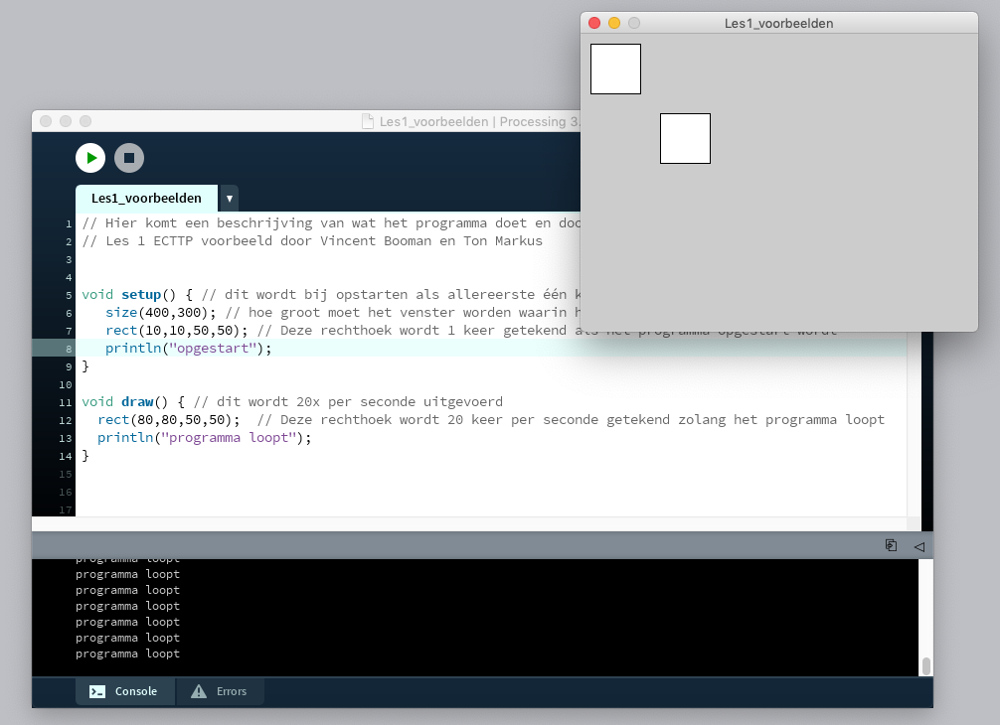 Les1_voorbeelden
Les1_voorbeelden | Processing 3.
Les1_voorbeelden ▼
1 // Hier komt een beschrijving van wat het programma doet en
2 // Les 1 ECTTP voorbeeld door Vincent Booman en Ton Markus
3
4
5 void setup() { // dit wordt bij opstarten als allereerste één
6 size(400,300); // hoe groot moet het venster worden waarin
7 rect(10,10,50,50); // Deze rechthoek wordt 1 keer getekend als het programma opgestart wordt
8 println("opgestart");
9 }
10
11 void draw() { // dit wordt 20x per seconde uitgevoerd
12 rect(80,80,50,50); // Deze rechthoek wordt 20 keer per seconde getekend zolang het programma loopt
13 println("programma loopt");
14 }
15
16
17
programma loopt
programma loopt
programma loopt
programma loopt
programma loopt
programma loopt
programma loopt
Console Errors